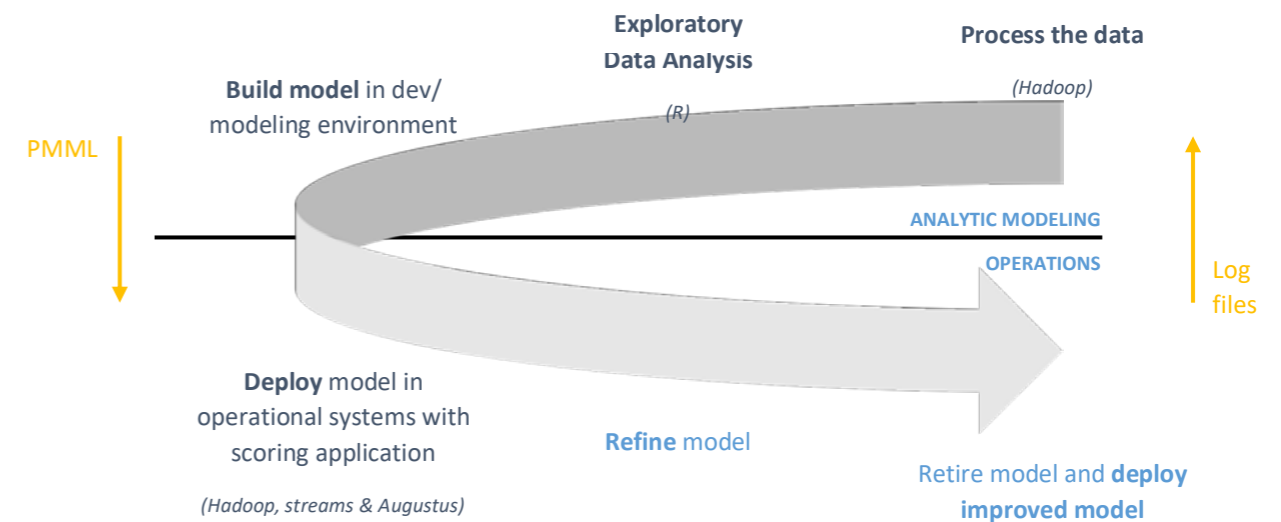 Exploratory
Data Analysis
(R)
Process the data
(Hadoop)
Build model in dev/
modeling environment
PMML
ANALYTIC MODELING
OPERATIONS
Log
files
Deploy model in
operational systems with
scoring application
(Hadoop, streams & Augustus)
Refine model
Retire model and deploy
improved model